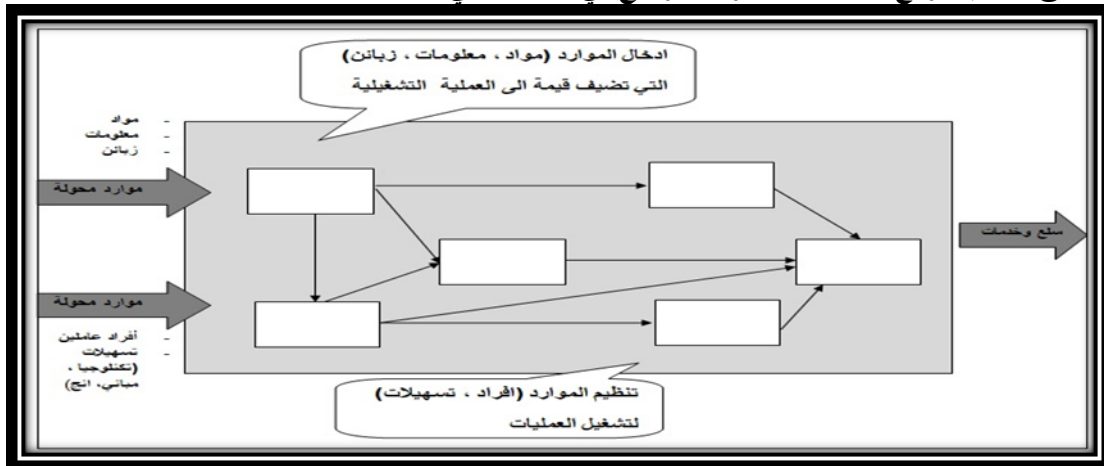 ادخال الموارد (مواد ، معلومات ، زبائن)
التي تضيف قيمة الى العملية التشغيلية
- مواد
- معلومات
- زبائن
موارد محولة
سلع وخدمات
موارد محولة
- أفراد عاملين
- تسهيلات
(تكنلوجيا ،
مباني، الخ)
تنظيم الموارد (افراد ، تسهيلات)
لتشغيل العمليات